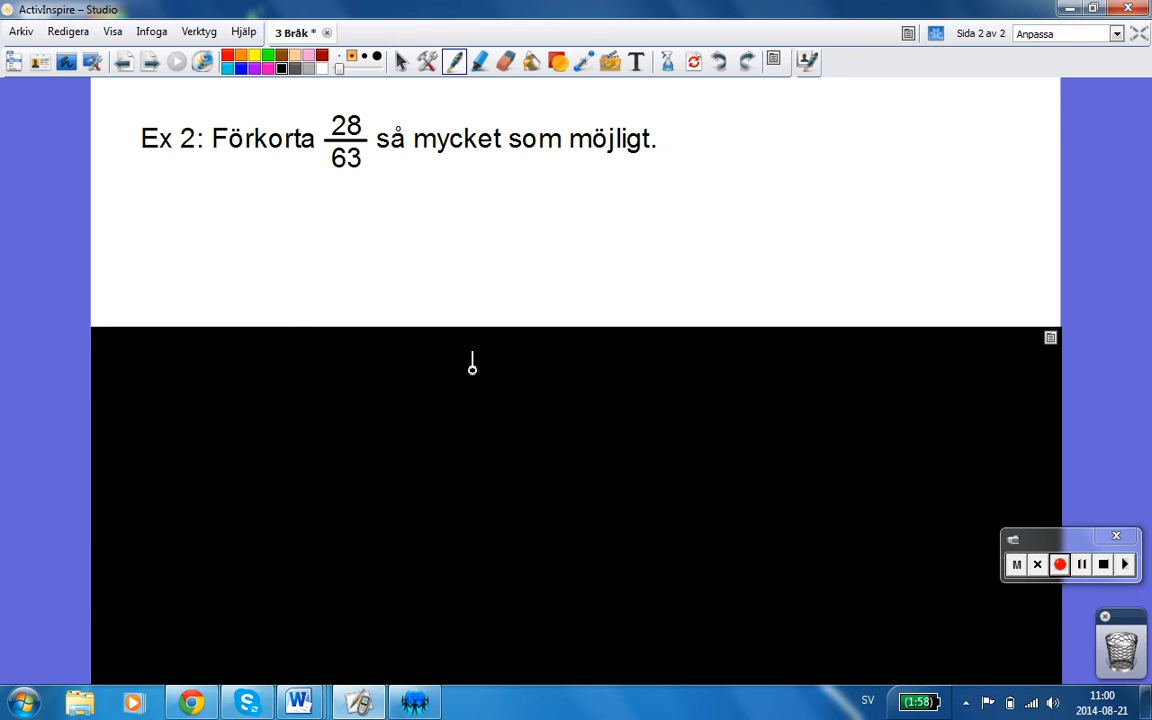 ActivInspire – Studio
Arkiv Redigera Visa Infoga Verktyg Hjälp 3 Bråk * Sida 2 av 2 Anpassa
Ex 2: Förkorta 28/63 så mycket som möjligt.
M
SV (1:58) 11:00
2014-08-21